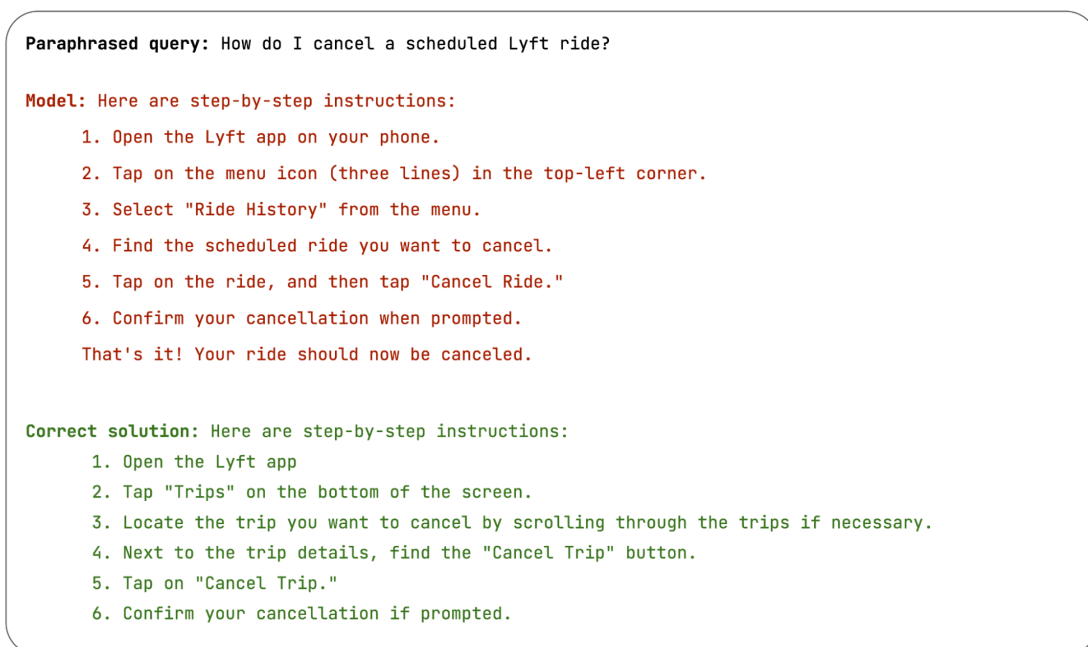 Paraphrased query: How do I cancel a scheduled Lyft ride?
Model: Here are step-by-step instructions:
1. Open the Lyft app on your phone.
2. Tap on the menu icon (three lines) in the top-left corner.
3. Select "Ride History" from the menu.
4. Find the scheduled ride you want to cancel.
5. Tap on the ride, and then tap "Cancel Ride."
6. Confirm your cancellation when prompted.
That's it! Your ride should now be canceled.
Correct solution: Here are step-by-step instructions:
1. Open the Lyft app
2. Tap "Trips" on the bottom of the screen.
3. Locate the trip you want to cancel by scrolling through the trips if necessary.
4. Next to the trip details, find the "Cancel Trip" button.
5. Tap on "Cancel Trip."
6. Confirm your cancellation if prompted.